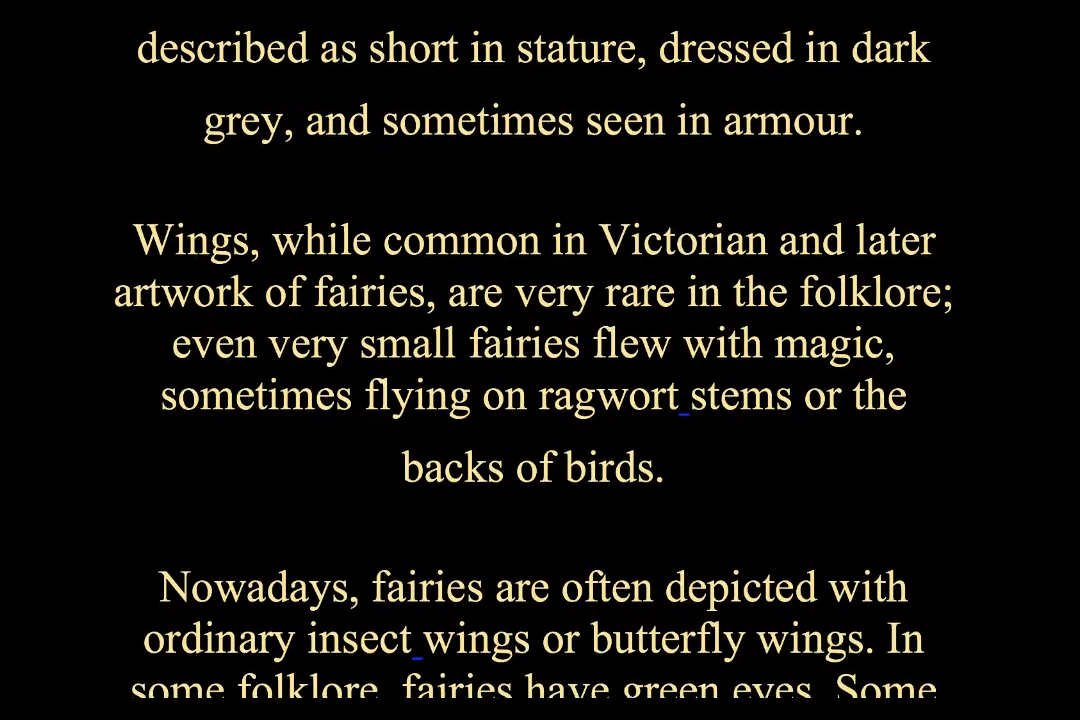 described as short in stature, dressed in dark
grey, and sometimes seen in armour.
Wings, while common in Victorian and later
artwork of fairies, are very rare in the folklore;
even very small fairies flew with magic,
sometimes flying on ragwort stems or the
backs of birds.
Nowadays, fairies are often depicted with
ordinary insect wings or butterfly wings. In
some folklore, fairies have green eyes. Some